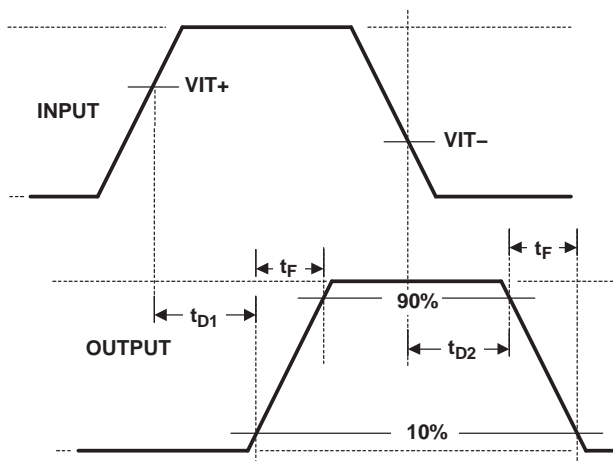 VIT+
INPUT
VIT–
tF
tF
90%
tD1
OUTPUT
tD2
10%